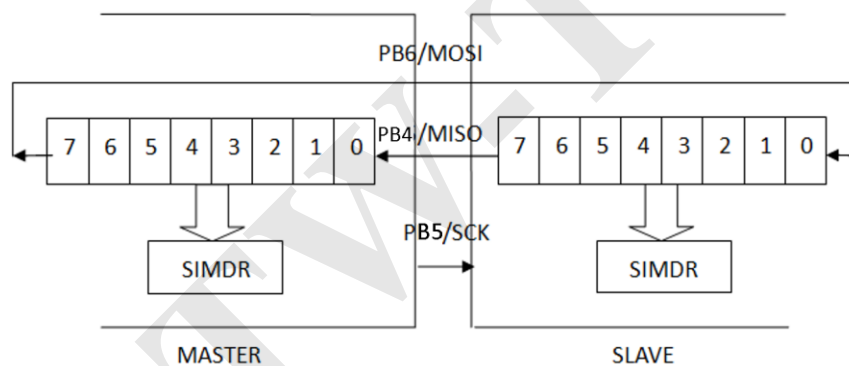 PB6/MOSI
7 6 5 4 3 2 1 0
PB4/MISO
7 6 5 4 3 2 1 0
PB5/SCK
SIMDR
SIMDR
MASTER
SLAVE